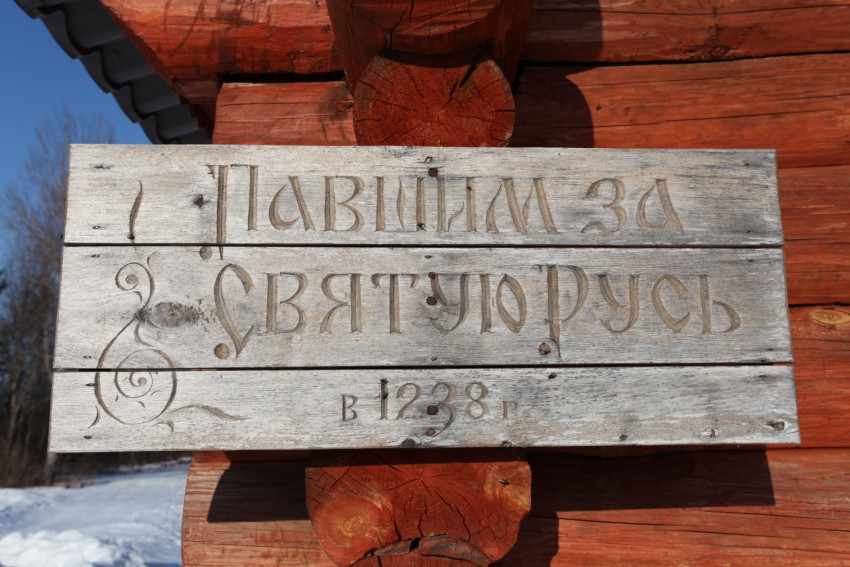 Павшим за
Святую Русь
в 1238 г.